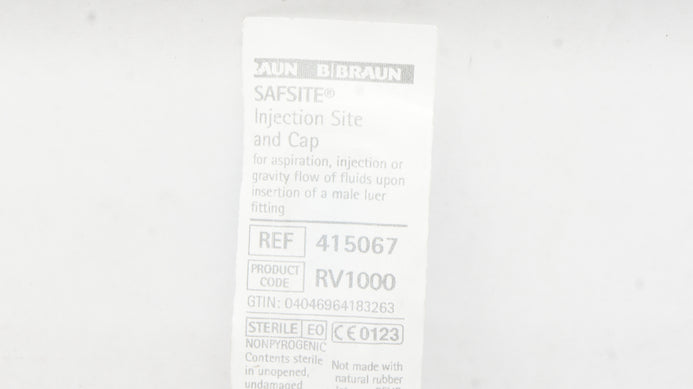 AUN B|BRAUN
SAFSITE®
Injection Site
and Cap
for aspiration, injection or
gravity flow of fluids upon
insertion of a male luer
fitting
REF 415067
PRODUCT CODE RV1000
GTIN: 04046964183263
STERILE EO CE 0123
NONPYROGENIC
Contents sterile
in unopened,
undamaged
Not made with
natural rubber